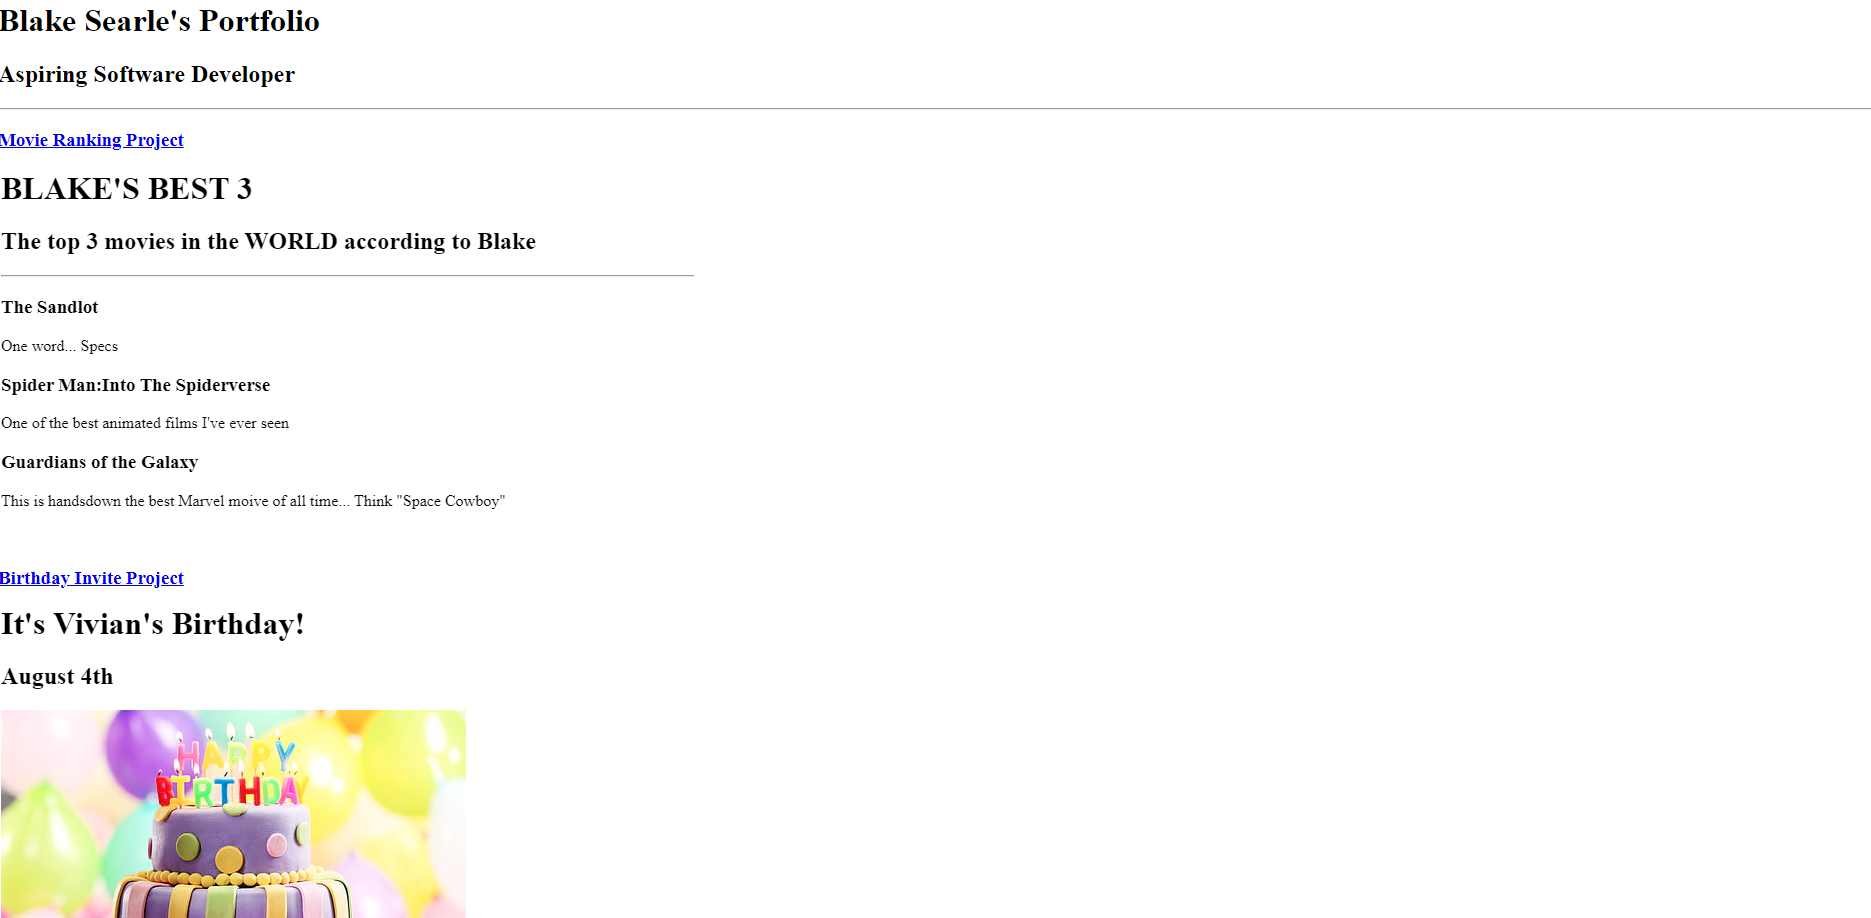 Blake Searle's Portfolio
Aspiring Software Developer
Movie Ranking Project
BLAKE'S BEST 3
The top 3 movies in the WORLD according to Blake
The Sandlot
One word... Specs
Spider Man:Into The Spiderverse
One of the best animated films I've ever seen
Guardians of the Galaxy
This is handsdown the best Marvel moive of all time... Think "Space Cowboy"
Birthday Invite Project
It's Vivian's Birthday!
August 4th
HAPPY
BIRTHDAY